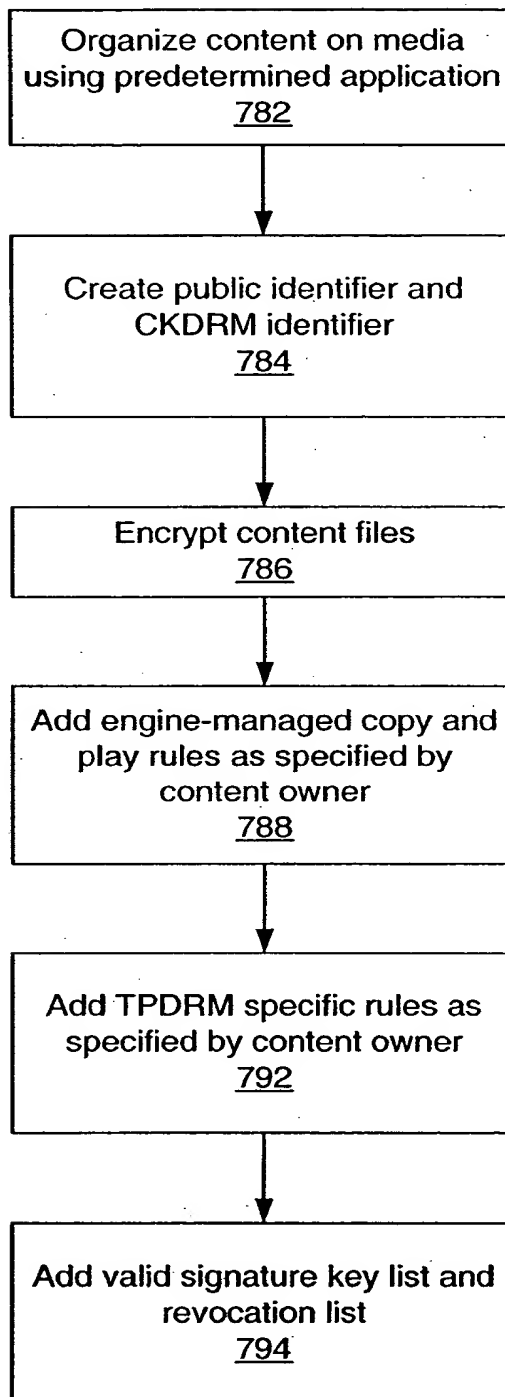 Organize content on media
using predetermined application
782
Create public identifier and
CKDRM identifier
784
Encrypt content files
786
Add engine-managed copy and
play rules as specified by
content owner
788
Add TPDRM specific rules as
specified by content owner
792
Add valid signature key list and
revocation list
794